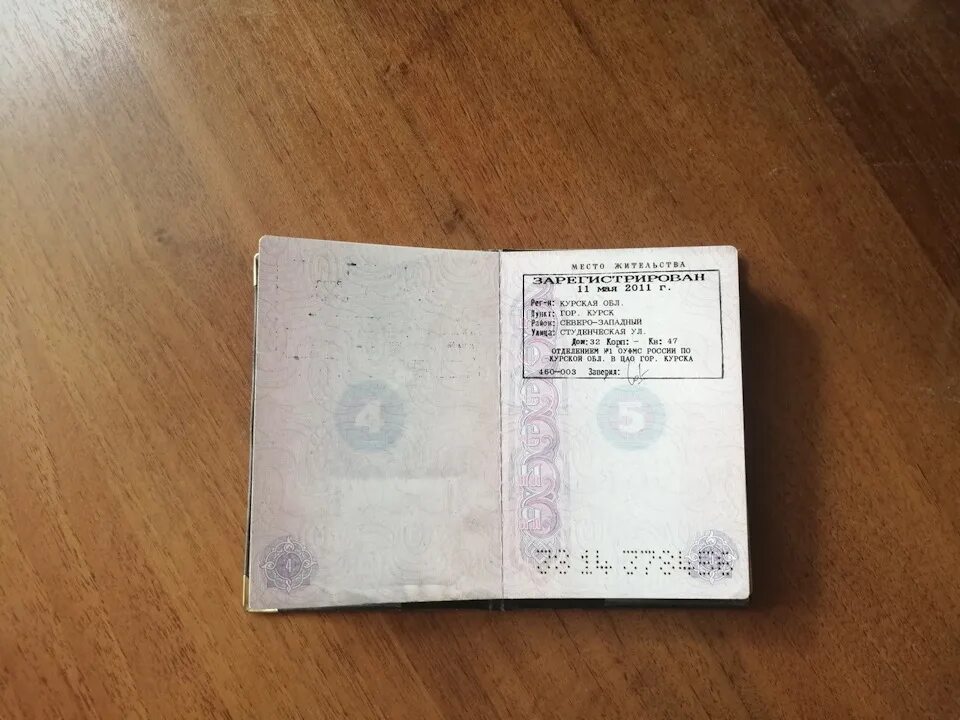 4
МЕСТО ЖИТЕЛЬСТВА
ЗАРЕГИСТРИРОВАН
11 мая 2011 г.
Рег-н: КУРСКАЯ ОБЛ.
Пункт: ГОР. КУРСК
Район: СЕВЕРО-ЗАПАДНЫЙ
Улица: СТУДЕНЧЕСКАЯ УЛ.
Дом: 32 Корп: - Кв: 47
ОТДЕЛЕНИЕМ №1 ОУФМС РОССИИ ПО
КУРСКОЙ ОБЛ. В ЦАО ГОР. КУРСКА
460-003 Заверил:
5
38 14